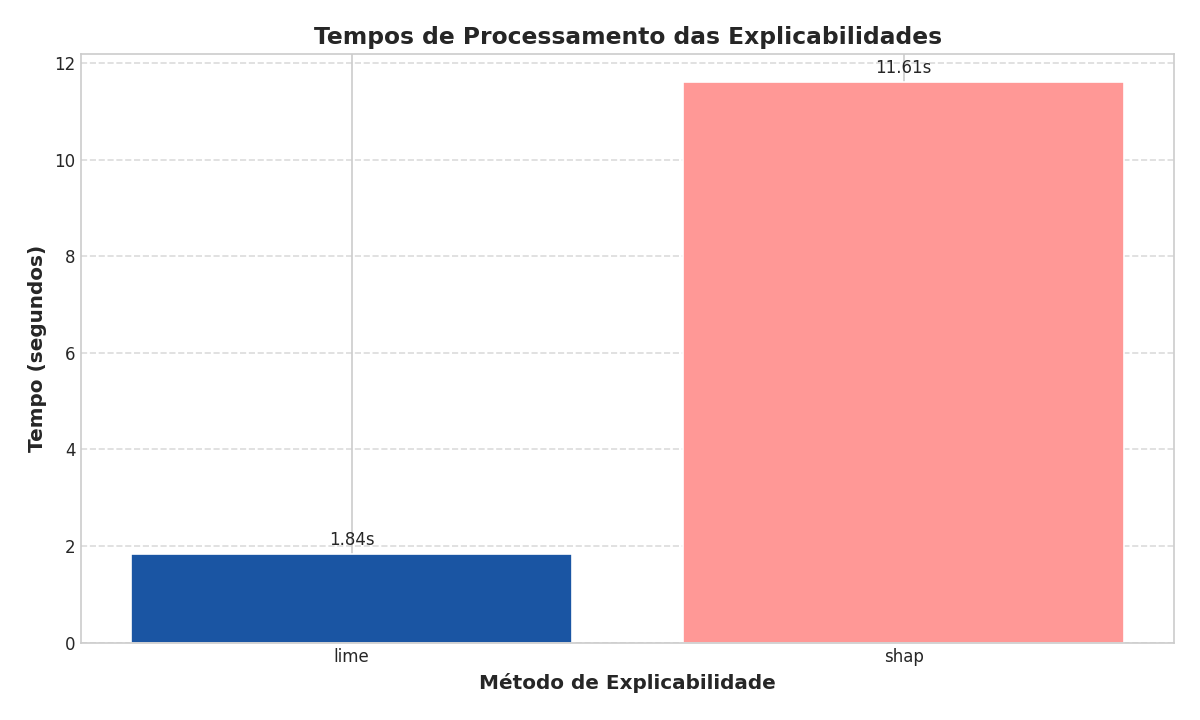 Tempos de Processamento das Explicabilidades
12
11.61s
10
8
6
4
2
1.84s
0
Tempo (segundos)
lime
shap
Método de Explicabilidade